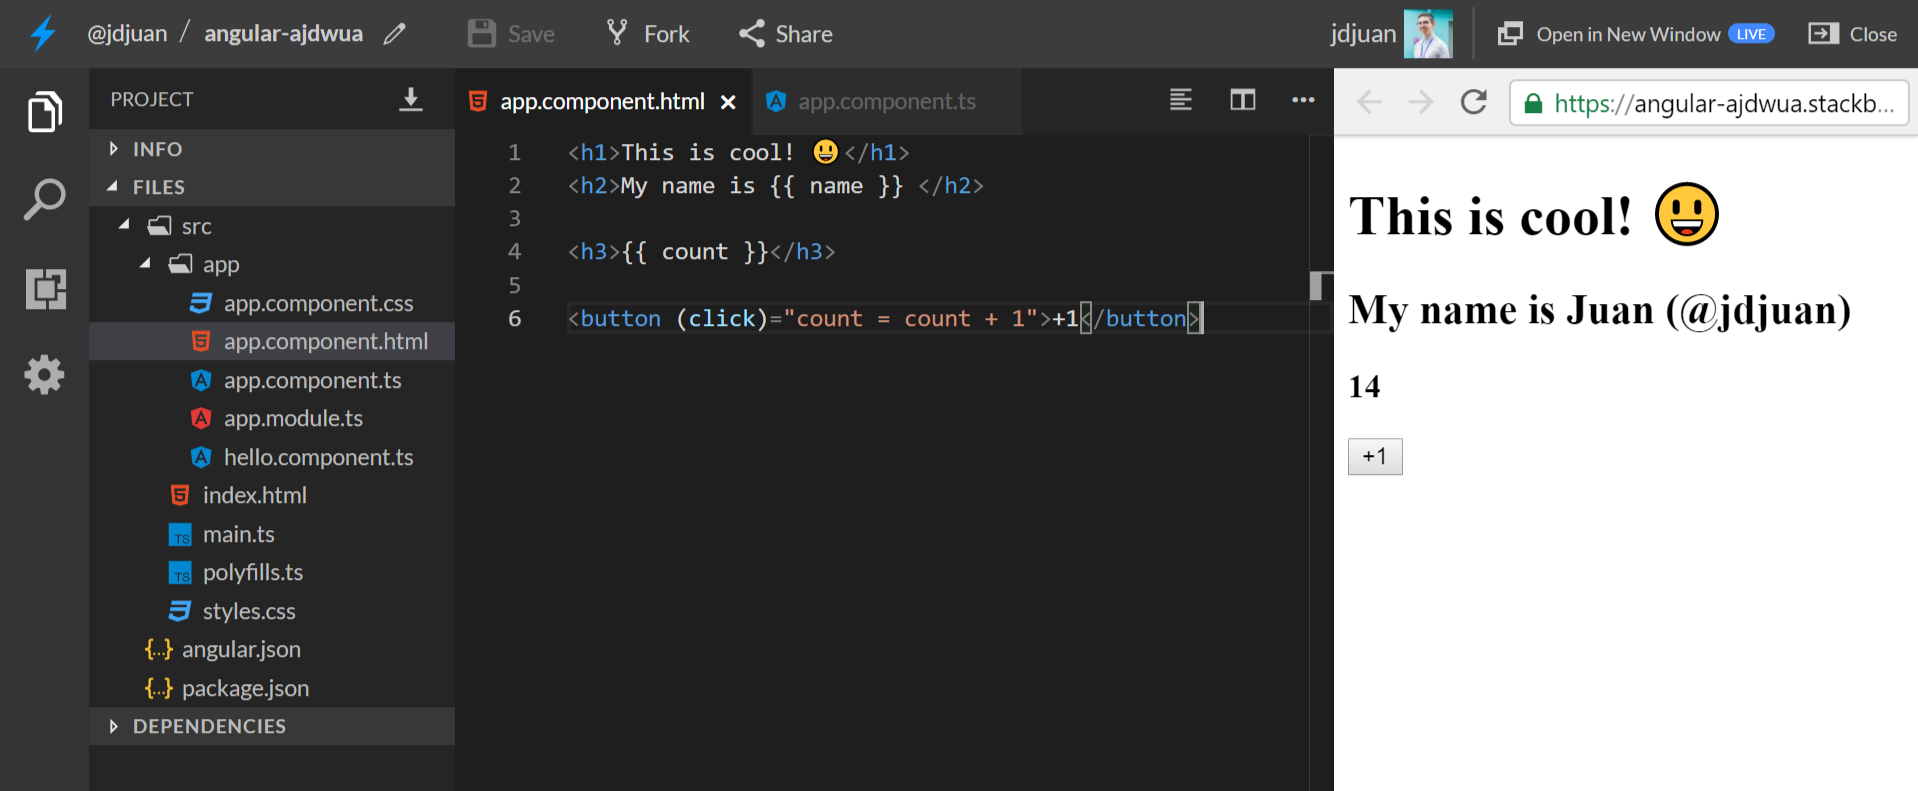 @jdjuan / angular-ajdwua Save Fork Share jdjuan Open in New Window LIVE Close
PROJECT
INFO
FILES
src
app
app.component.css
app.component.html
app.component.ts
app.module.ts
hello.component.ts
index.html
TS main.ts
TS polyfills.ts
styles.css
{...} angular.json
{...} package.json
DEPENDENCIES
app.component.html × app.component.ts
1 <h1>This is cool! 😃</h1>
2 <h2>My name is {{ name }} </h2>
3
4 <h3>{{ count }}</h3>
5
6 <button (click)="count = count + 1">+1</button>
https://angular-ajdwua.stackb...
This is cool! 😃
My name is Juan (@jdjuan)
14
+1